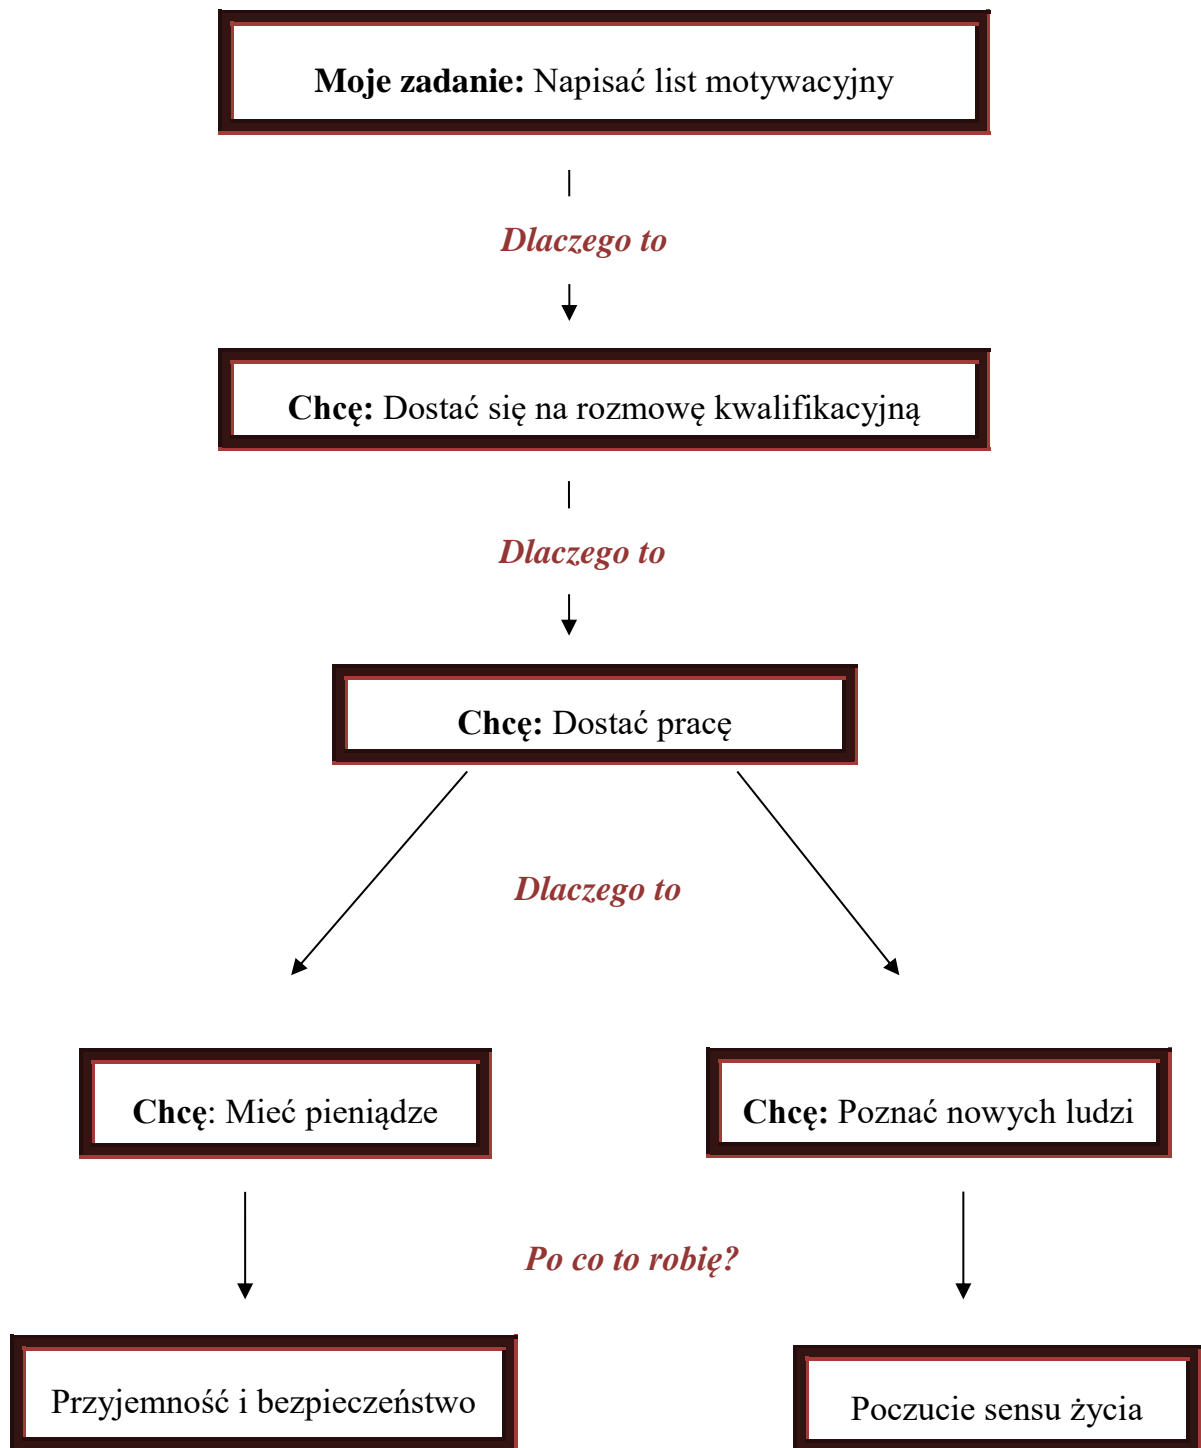 Moje zadanie: Napisać list motywacyjny
Dlaczego to
Chcę: Dostać się na rozmowę kwalifikacyjną
Dlaczego to
Chcę: Dostać pracę
Dlaczego to
Chcę: Mieć pieniądze
Chcę: Poznać nowych ludzi
Po co to robię?
Przyjemność i bezpieczeństwo
Poczucie sensu życia